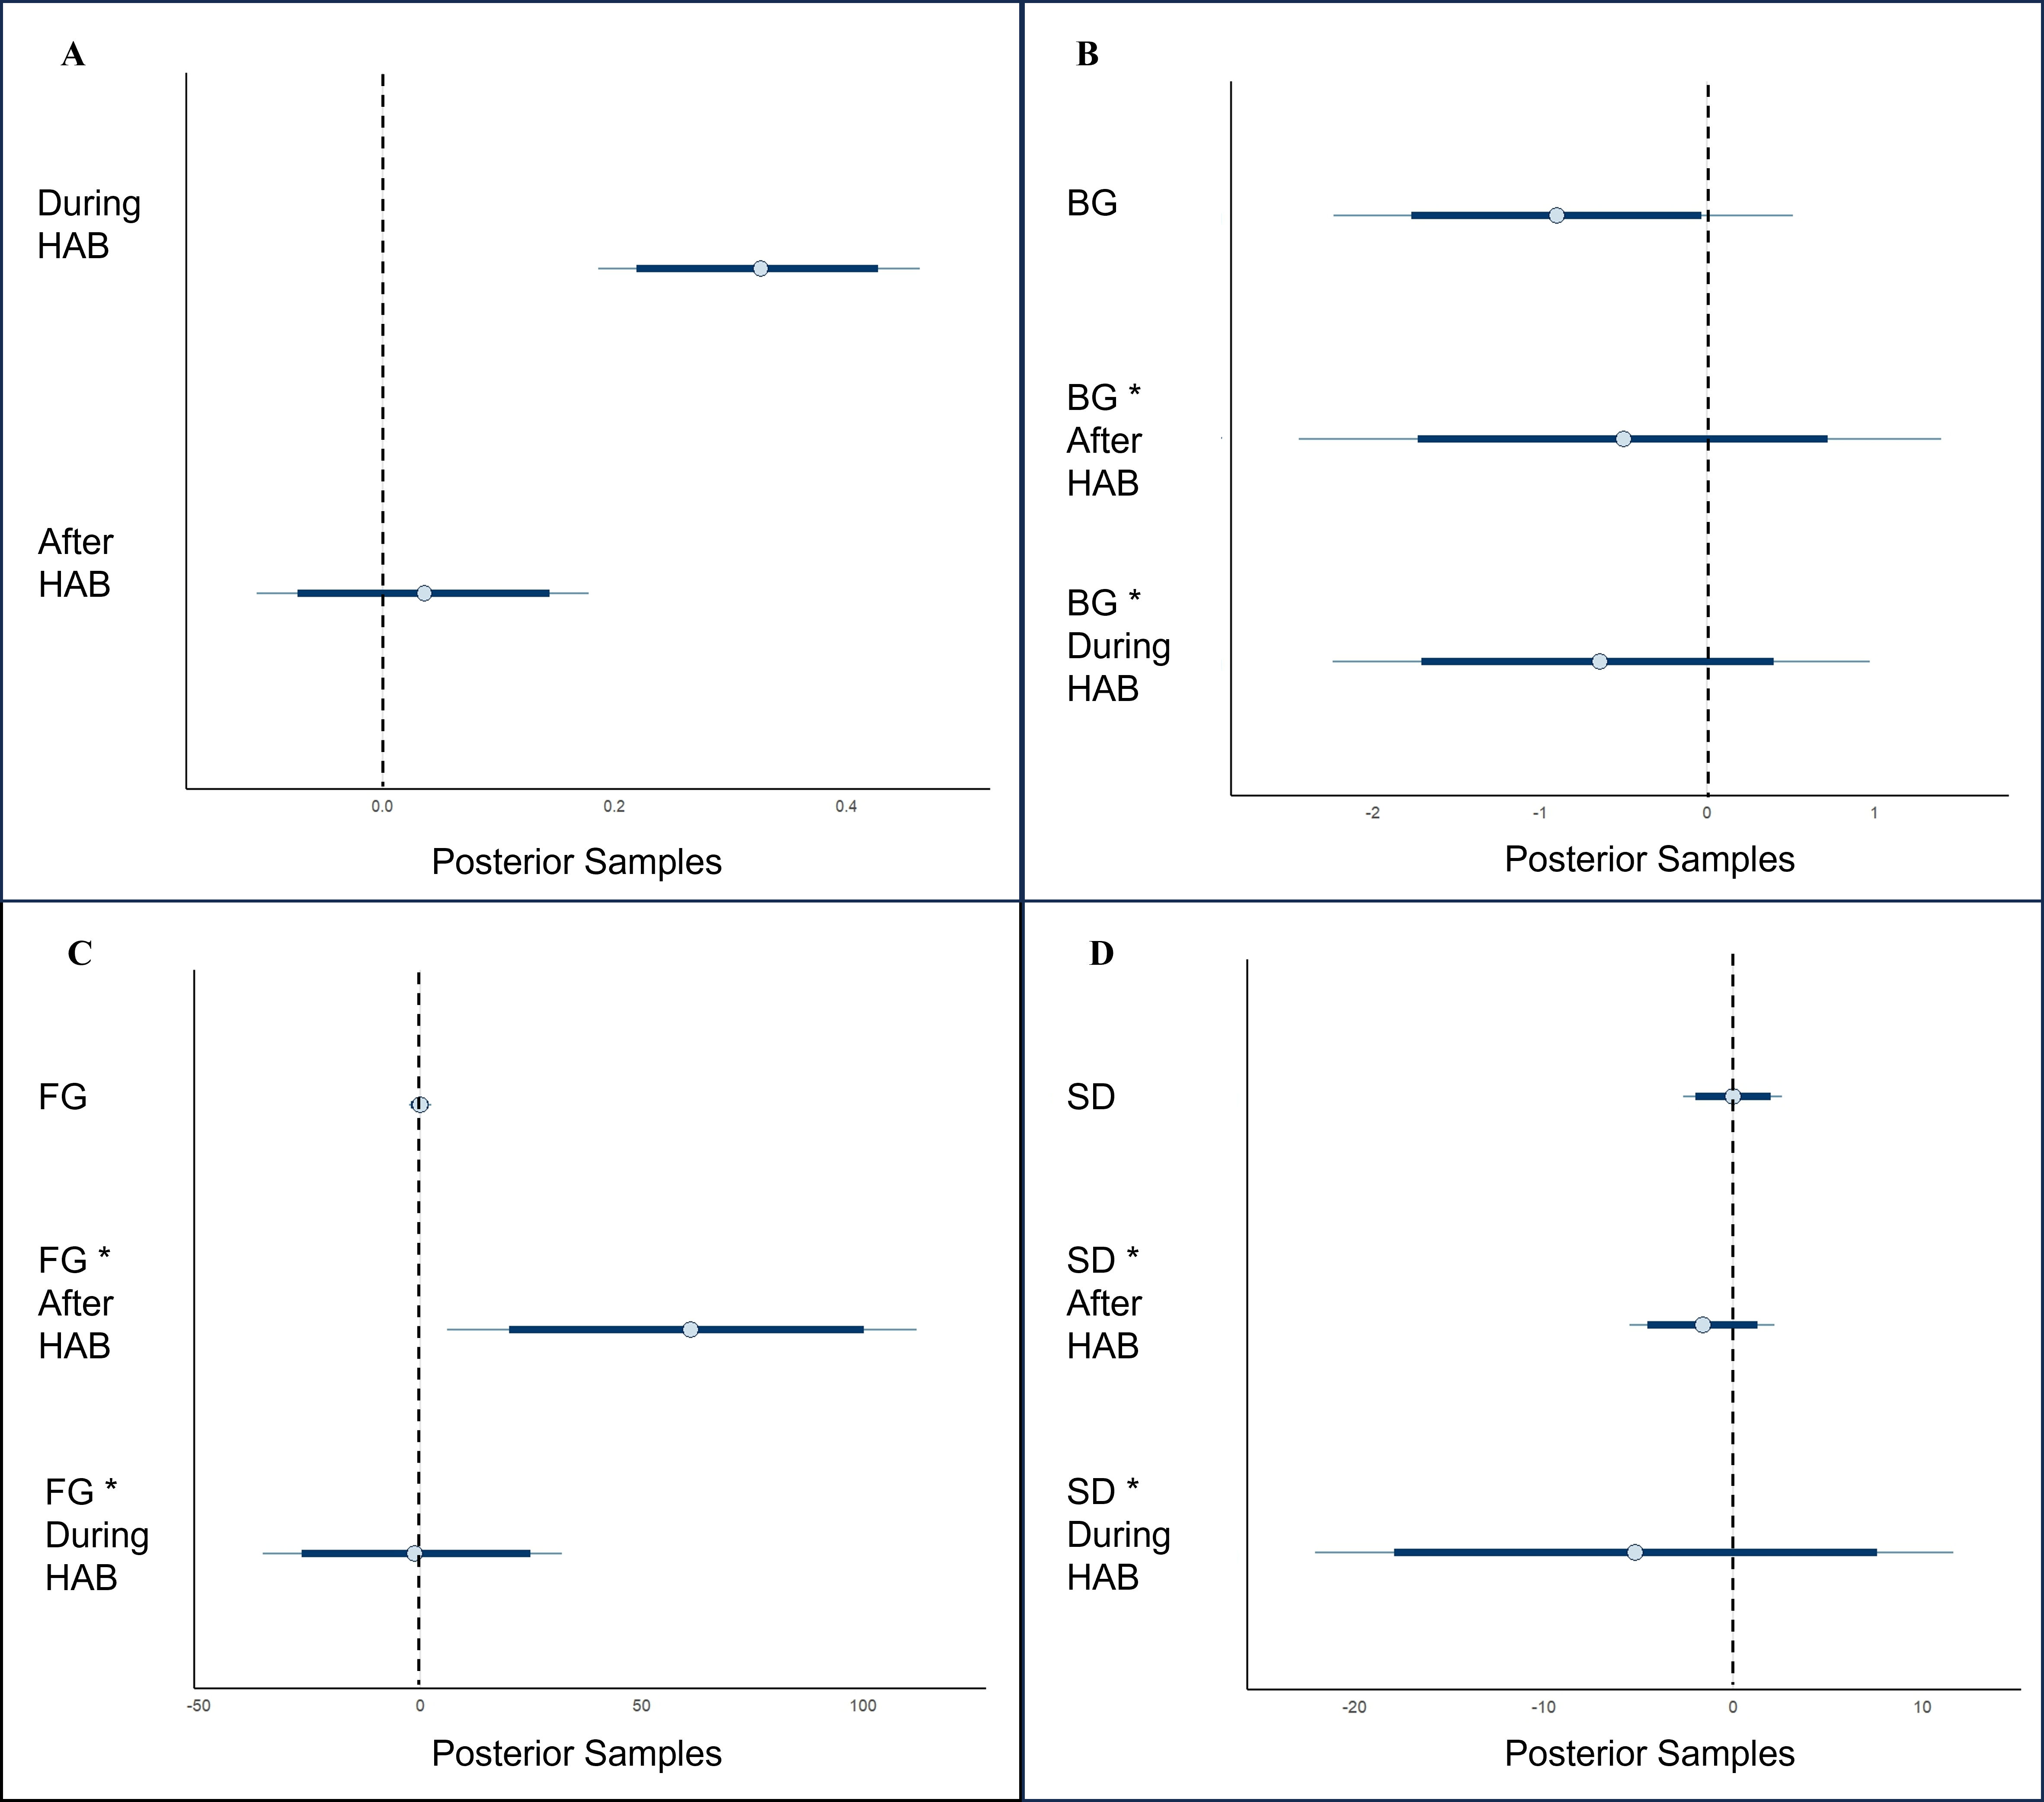 A
During
HAB
After
HAB
0.0 0.2 0.4
Posterior Samples
B
BG
BG *
After
HAB
BG *
During
HAB
-2 -1 0 1
Posterior Samples
C
FG
FG *
After
HAB
FG *
During
HAB
-50 0 50 100
Posterior Samples
D
SD
SD *
After
HAB
SD *
During
HAB
-20 -10 0 10
Posterior Samples